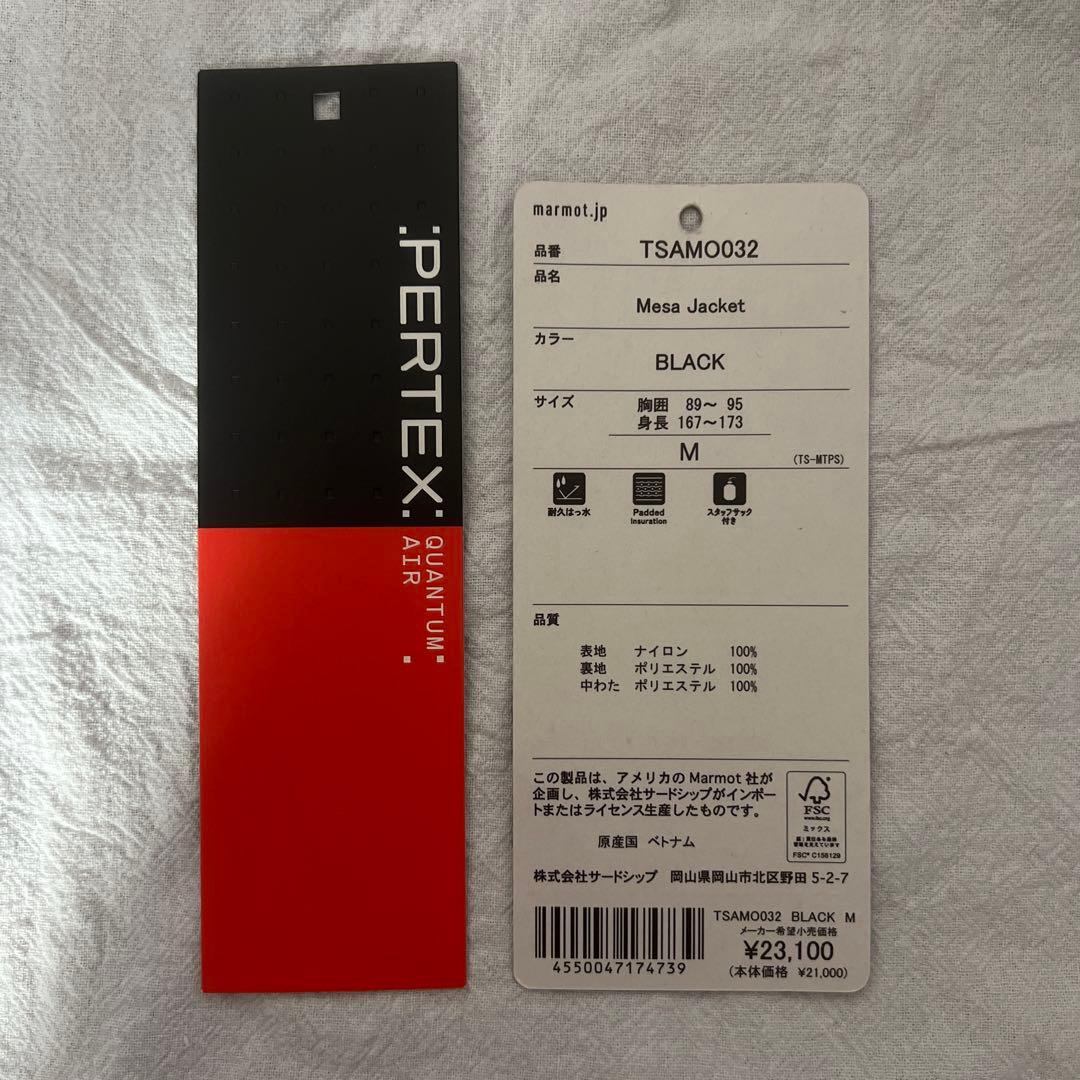 :PERTEX:
QUANTUM
AIR
marmot.jp
品番 TSAMO032
品名
Mesa Jacket
カラー
BLACK
サイズ 胸囲 89〜 95
身長 167〜173
M (TS-MTPS)
耐久はっ水
Padded
Insuration
スタッフサック
付き
品質
表地 ナイロン 100%
裏地 ポリエステル 100%
中わた ポリエステル 100%
この製品は、アメリカのMarmot社が
企画し、株式会社サードシップがインポー
トまたはライセンス生産したものです。
原産国 ベトナム
FSC
www.fsc.org
ミックス
FSC® C156129
株式会社サードシップ 岡山県岡山市北区野田 5-2-7
TSAMO032 BLACK M
メーカー希望小売価格
¥23,100
(本体価格 ¥21,000)
4550047174739